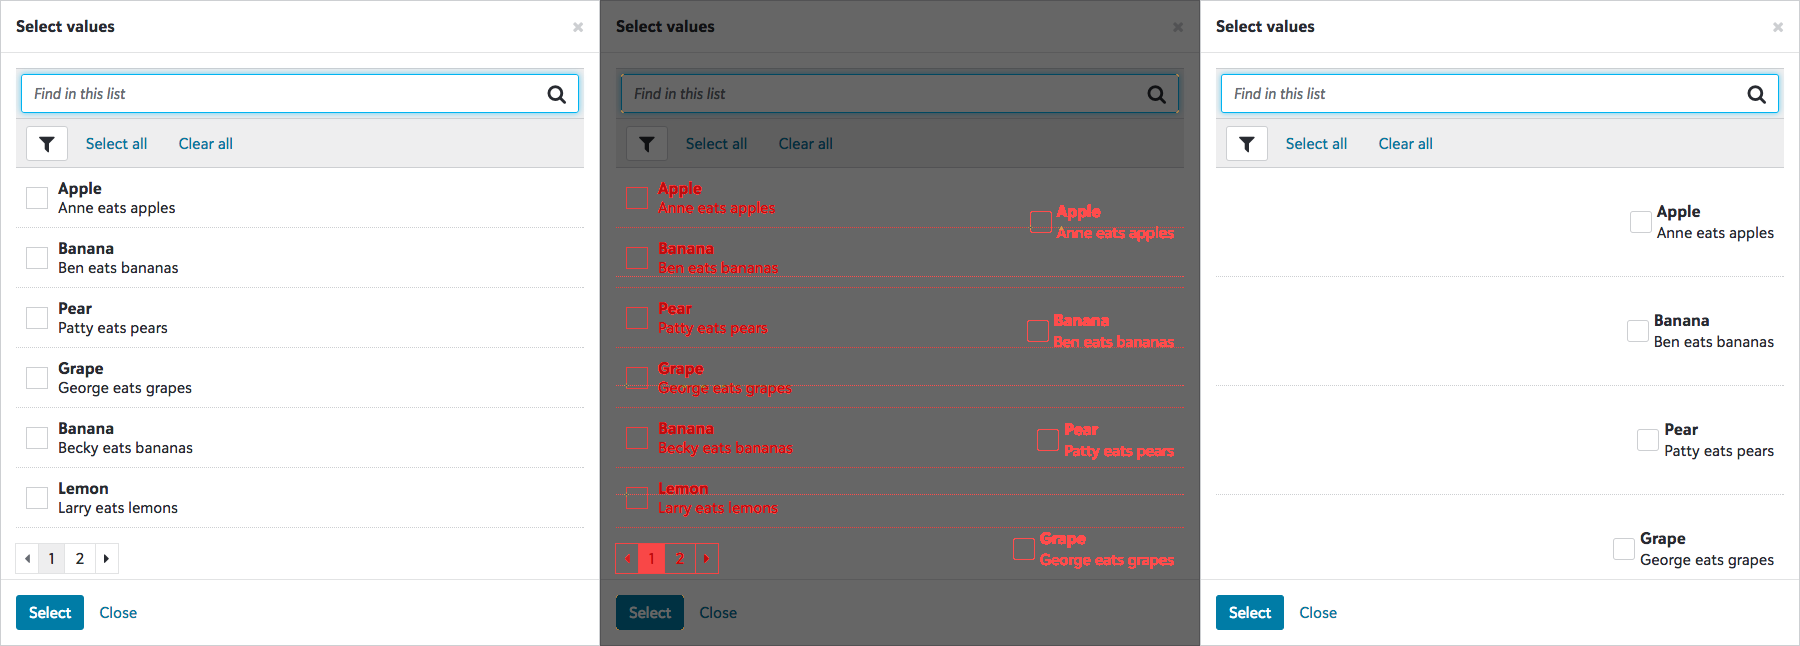 Select values
Find in this list
Select all Clear all
Apple
Anne eats apples
Banana
Ben eats bananas
Pear
Patty eats pears
Grape
George eats grapes
Banana
Becky eats bananas
Lemon
Larry eats lemons
1 2
Select Close
Select values
Find in this list
Select all Clear all
Apple
Anne eats apples
Apple
Anne eats apples
Banana
Ben eats bananas
Pear
Patty eats pears
Banana
Ben eats bananas
Grape
George eats grapes
Banana
Becky eats bananas
Pear
Patty eats pears
Lemon
Larry eats lemons
Grape
George eats grapes
1 2
Select Close
Select values
Find in this list
Select all Clear all
Apple
Anne eats apples
Banana
Ben eats bananas
Pear
Patty eats pears
Grape
George eats grapes
Select Close